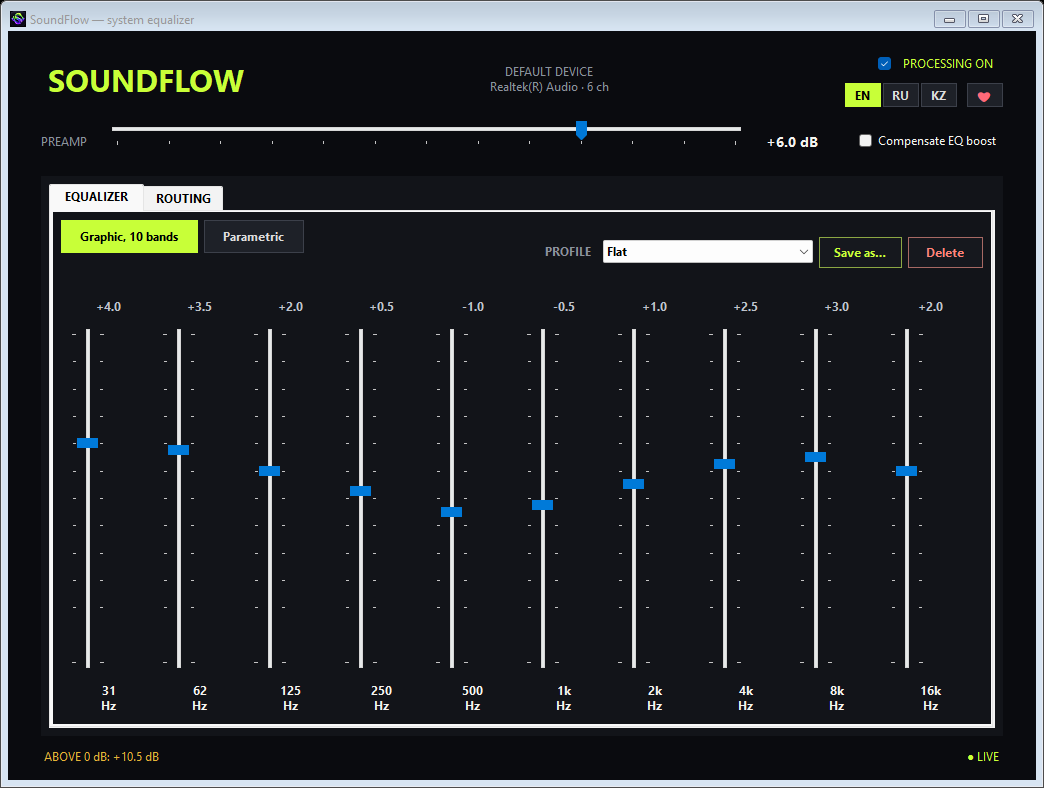 SoundFlow — system equalizer
SOUNDFLOW
DEFAULT DEVICE
Realtek(R) Audio · 6 ch
PROCESSING ON
EN RU KZ
PREAMP
+6.0 dB
Compensate EQ boost
EQUALIZER ROUTING
Graphic, 10 bands Parametric
PROFILE Flat Save as... Delete
+4.0 +3.5 +2.0 +0.5 -1.0 -0.5 +1.0 +2.5 +3.0 +2.0
31 62 125 250 500 1k 2k 4k 8k 16k
Hz Hz Hz Hz Hz Hz Hz Hz Hz Hz
ABOVE 0 dB: +10.5 dB
● LIVE